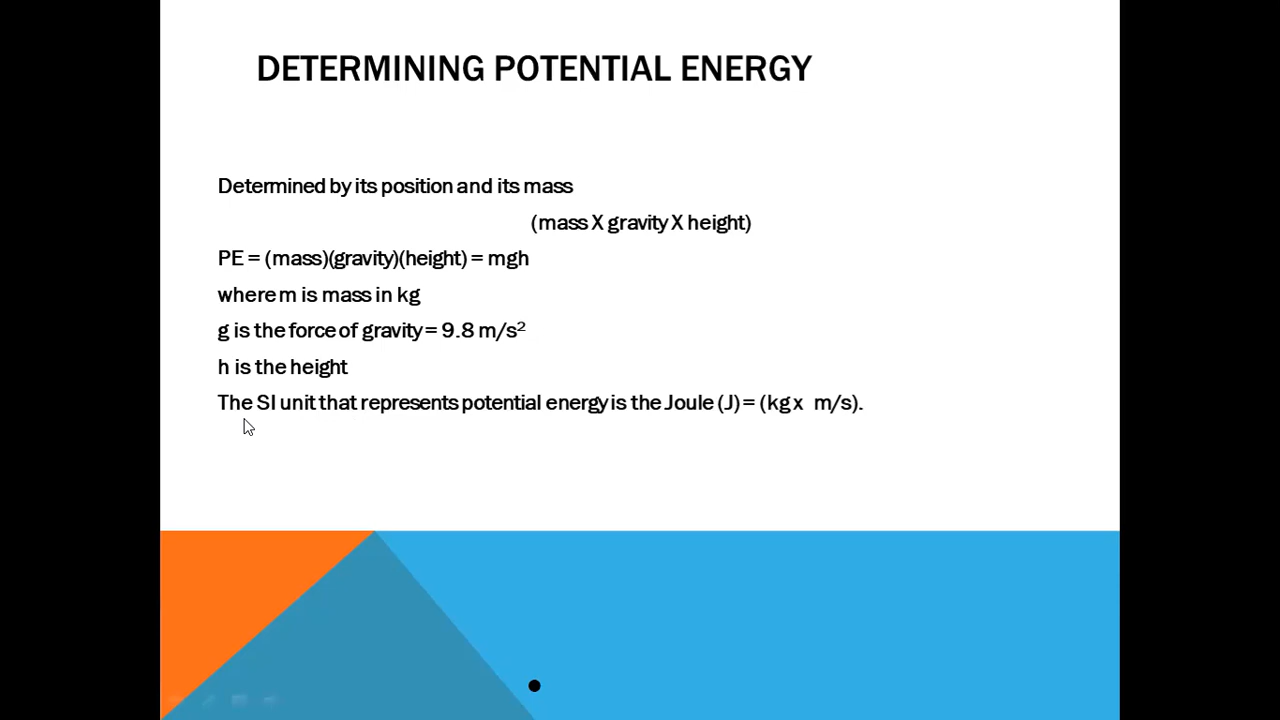 DETERMINING POTENTIAL ENERGY
Determined by its position and its mass
(mass X gravity X height)
PE = (mass)(gravity)(height) = mgh
where m is mass in kg
g is the force of gravity = 9.8 m/s²
h is the height
The SI unit that represents potential energy is the Joule (J) = (kg x m/s).